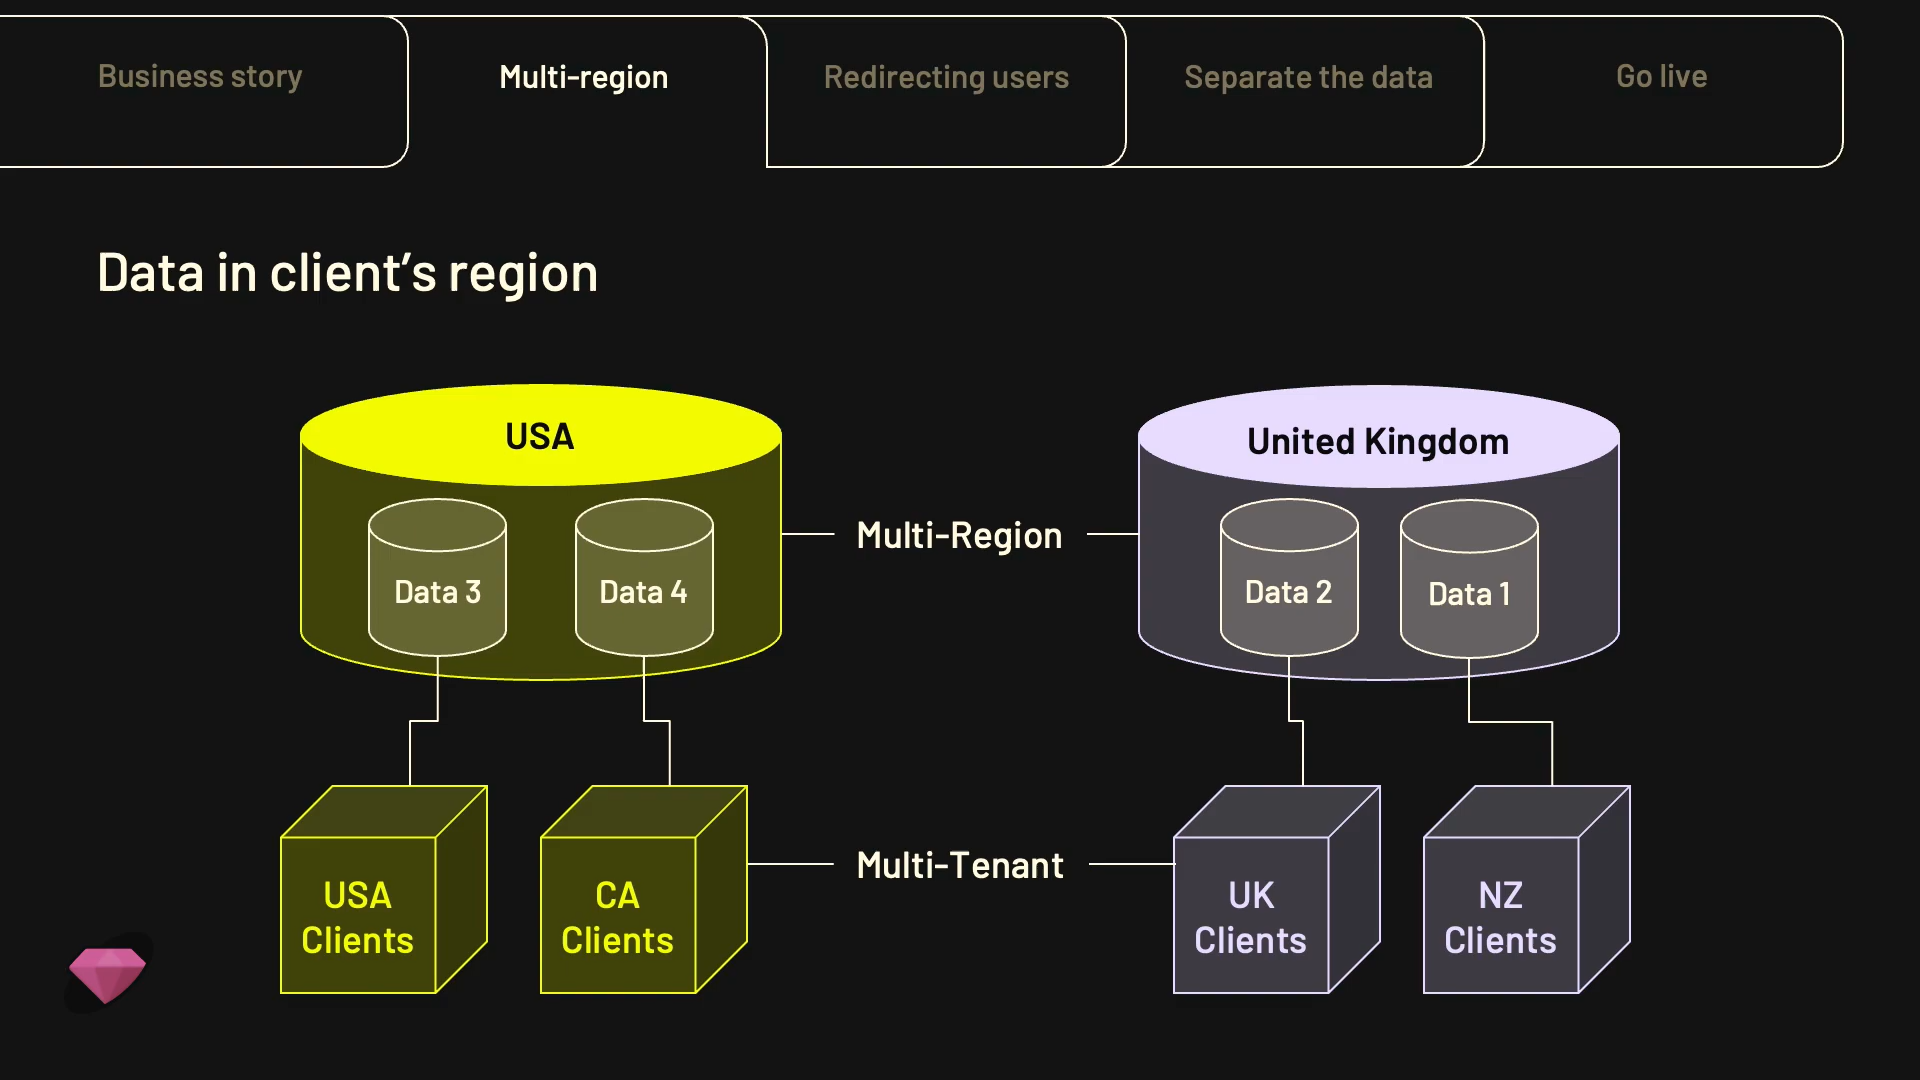 Business story
Multi-region
Redirecting users
Separate the data
Go live
Data in client’s region
USA
United Kingdom
Multi-Region
Data 3
Data 4
Data 2
Data 1
Multi-Tenant
USA
Clients
CA
Clients
UK
Clients
NZ
Clients